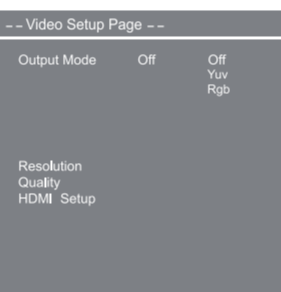 -- Video Setup Page --
Output Mode Off Off
Yuv
Rgb
Resolution
Quality
HDMI Setup